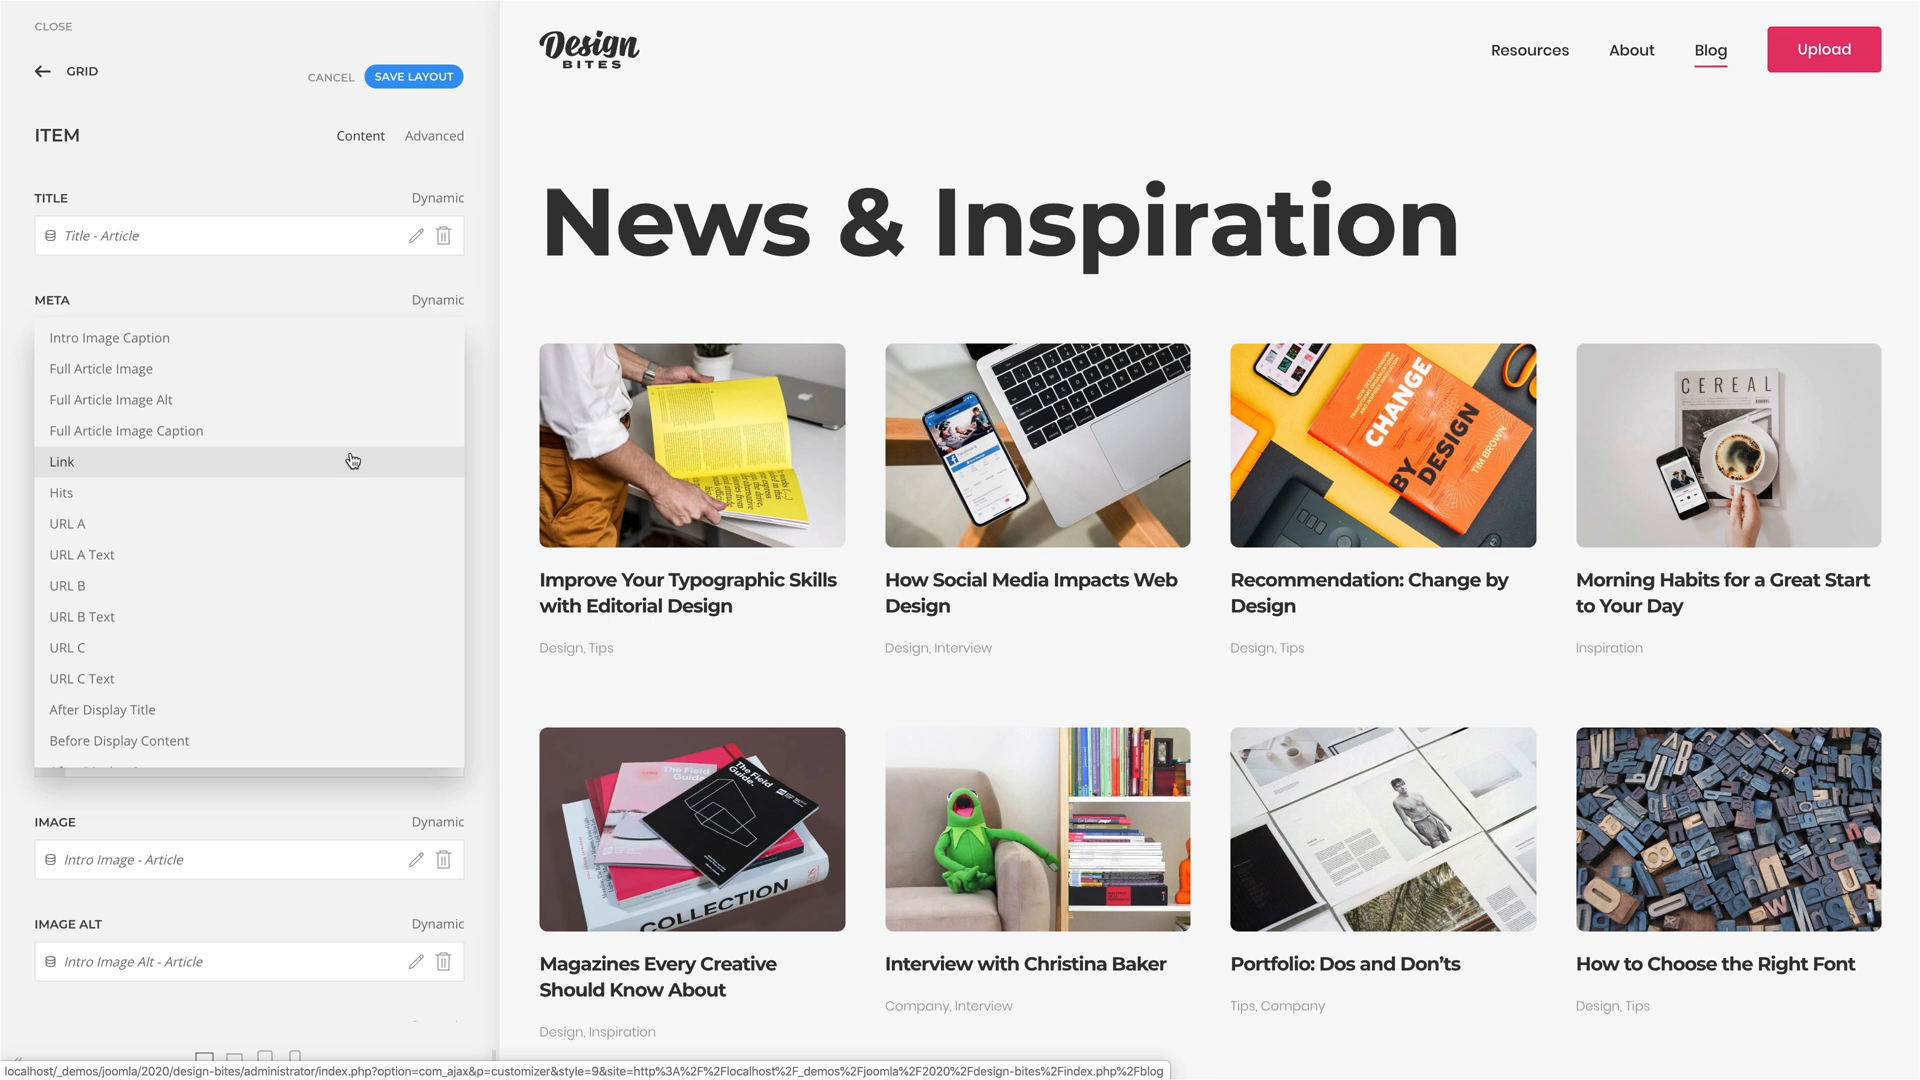 CLOSE
GRID
CANCEL
SAVE LAYOUT
ITEM
Content
Advanced
TITLE
Dynamic
Title - Article
META
Dynamic
Intro Image Caption
Full Article Image
Full Article Image Alt
Full Article Image Caption
Link
Hits
URL A
URL A Text
URL B
URL B Text
URL C
URL C Text
After Display Title
Before Display Content
IMAGE
Dynamic
Intro Image - Article
IMAGE ALT
Dynamic
Intro Image Alt - Article
Design
BITES
Resources
About
Blog
Upload
News & Inspiration
CHANGE
BY
DESIGN
TIM BROWN
CEREAL
Improve Your Typographic Skills
with Editorial Design
Design, Tips
How Social Media Impacts Web
Design
Design, Interview
Recommendation: Change by
Design
Design, Tips
Morning Habits for a Great Start
to Your Day
Inspiration
The Field
Guide.
The Field
Guide.
COLLECTION
Magazines Every Creative
Should Know About
Design, Inspiration
Interview with Christina Baker
Company, Interview
Portfolio: Dos and Don'ts
Tips, Company
How to Choose the Right Font
Design, Tips
localhost/_demos/joomla/2020/design-bites/administrator/index.php?option=com_ajax&p=customizer&style=9&site=http%3A%2F%2Flocalhost%2F_demos%2Fjoomla%2F2020%2Fdesign-bites%2Findex.php%2Fblog